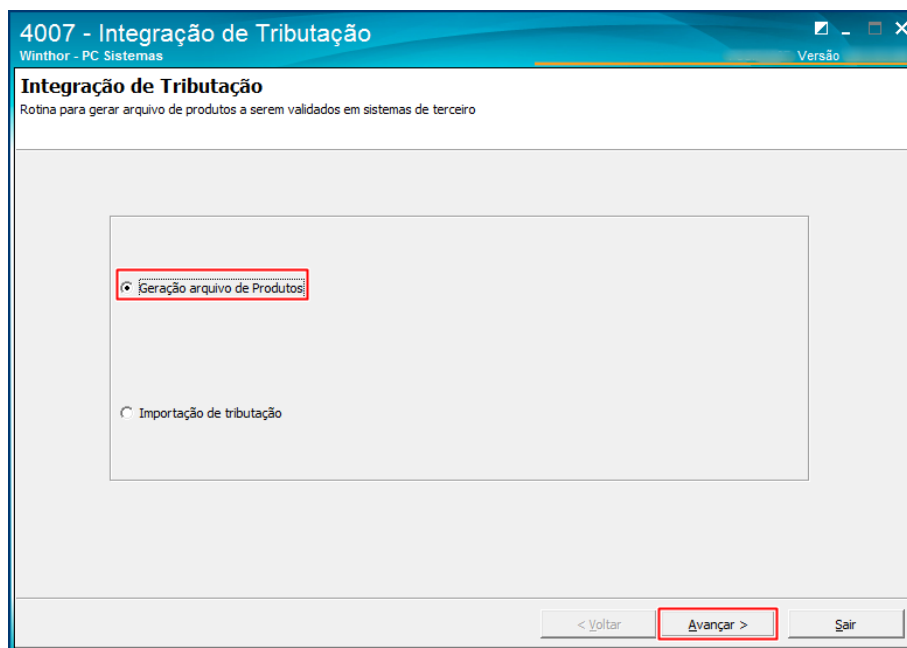 4007 - Integração de Tributação
Winthor - PC Sistemas
Versão
Integração de Tributação
Rotina para gerar arquivo de produtos a serem validados em sistemas de terceiro
Geração arquivo de Produtos
Importação de tributação
< Voltar
Avançar >
Sair